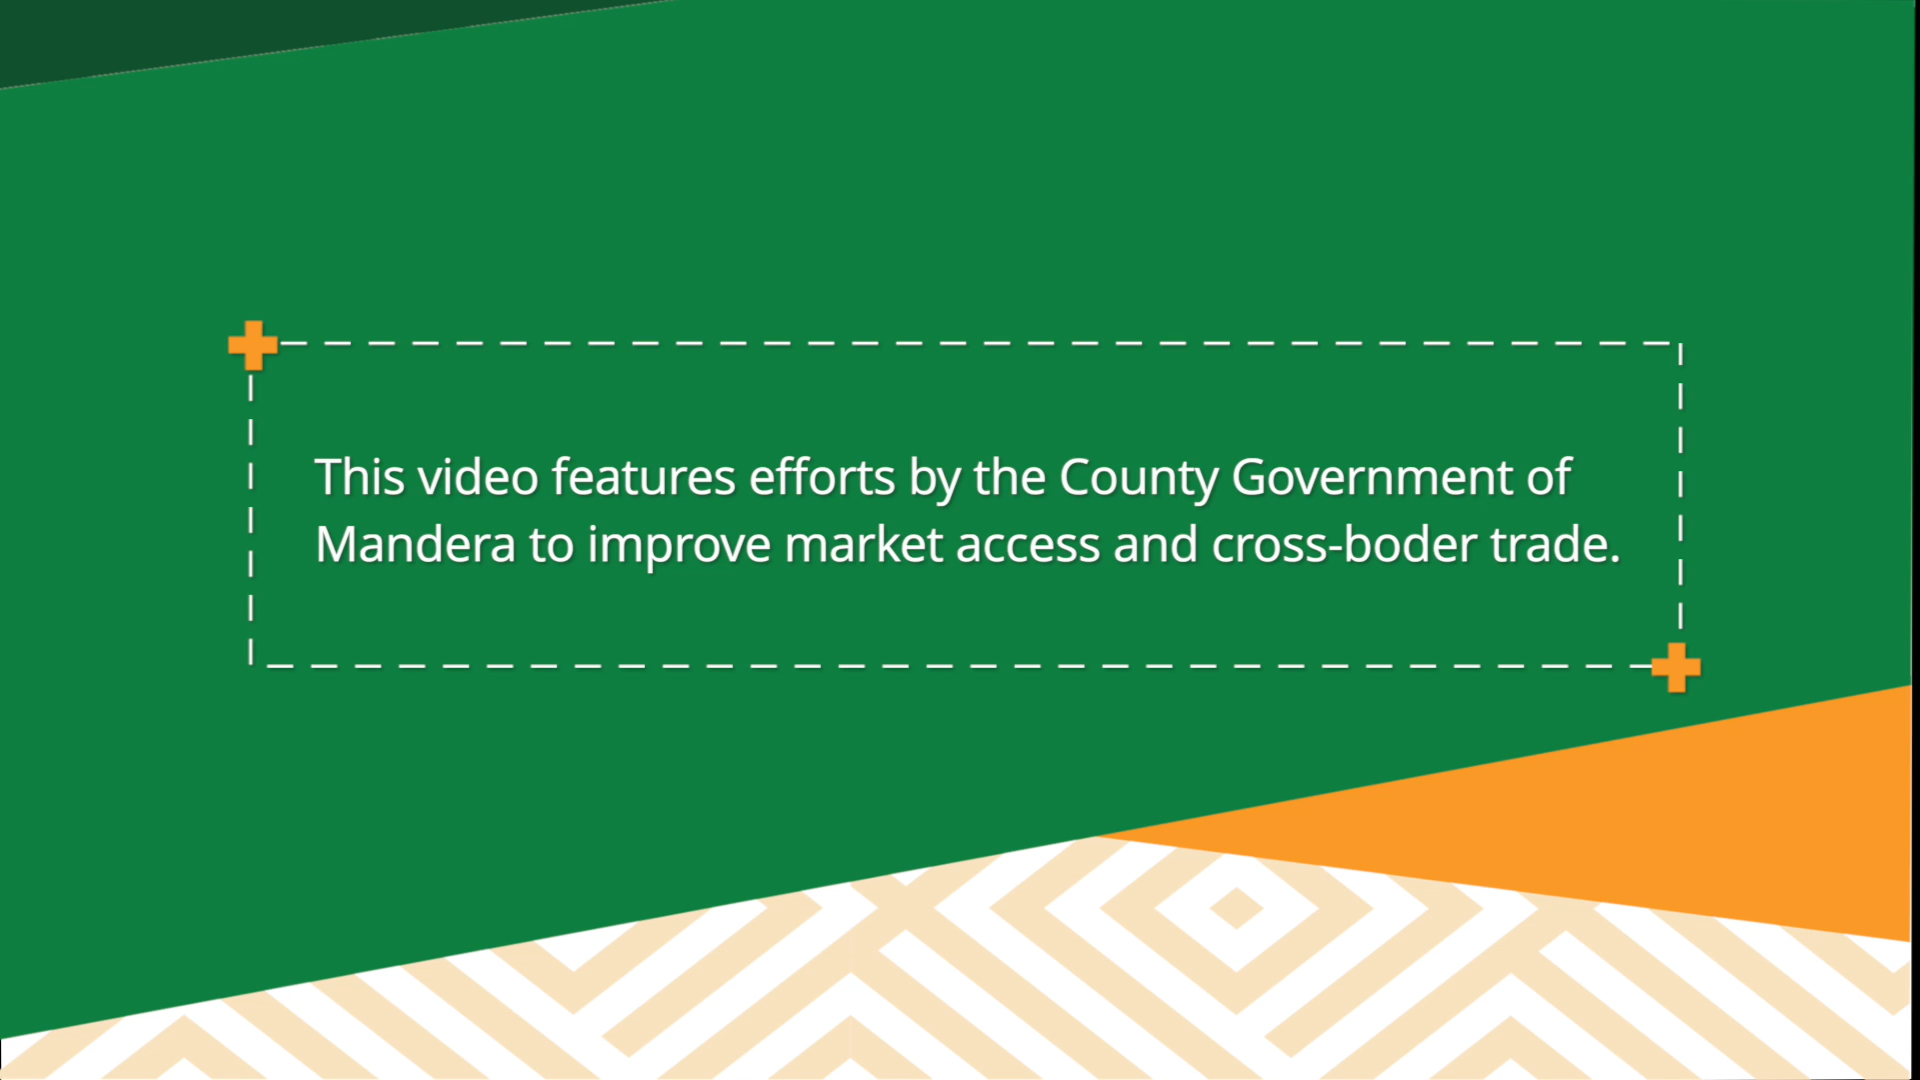 This video features efforts by the County Government of
Mandera to improve market access and cross-boder trade.